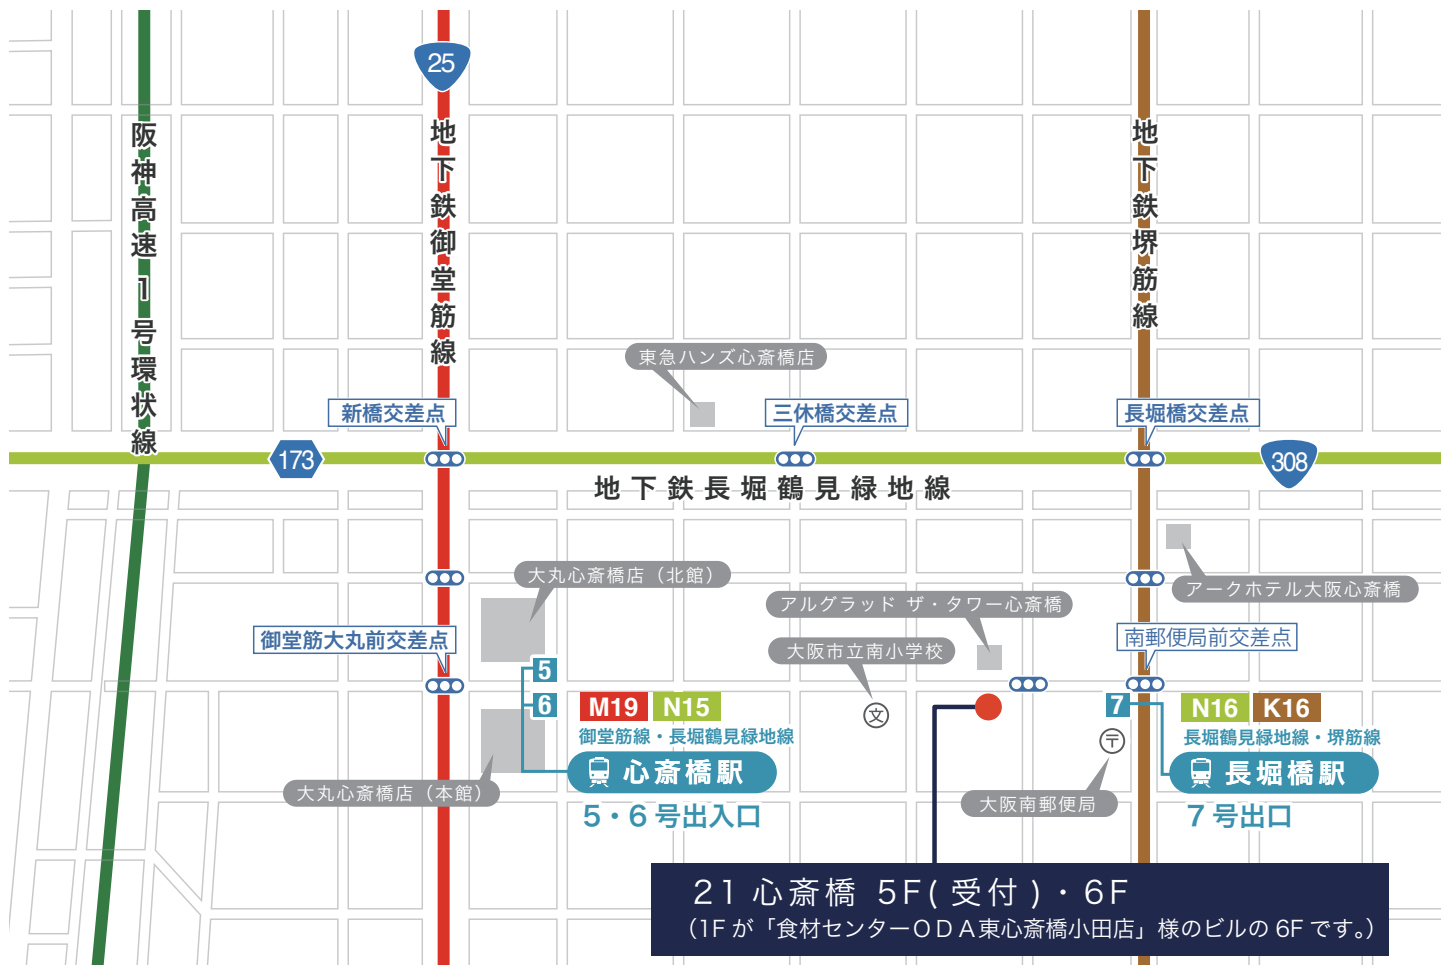 25
阪神高速1号環状線
地下鉄御堂筋線
地下鉄堺筋線
東急ハンズ心斎橋店
新橋交差点
三休橋交差点
長堀橋交差点
173
308
地下鉄長堀鶴見緑地線
大丸心斎橋店（北館）
アークホテル大阪心斎橋
アルグラッド ザ・タワー心斎橋
御堂筋大丸前交差点
大阪市立南小学校
南郵便局前交差点
5
6
M19 N15
文
7
N16 K16
御堂筋線・長堀鶴見緑地線
〒
長堀鶴見緑地線・堺筋線
心斎橋駅
長堀橋駅
大丸心斎橋店（本館）
大阪南郵便局
5・6号出入口
7号出口
21心斎橋 5F(受付)・6F
（1Fが「食材センターＯＤＡ東心斎橋小田店」様のビルの6Fです。）